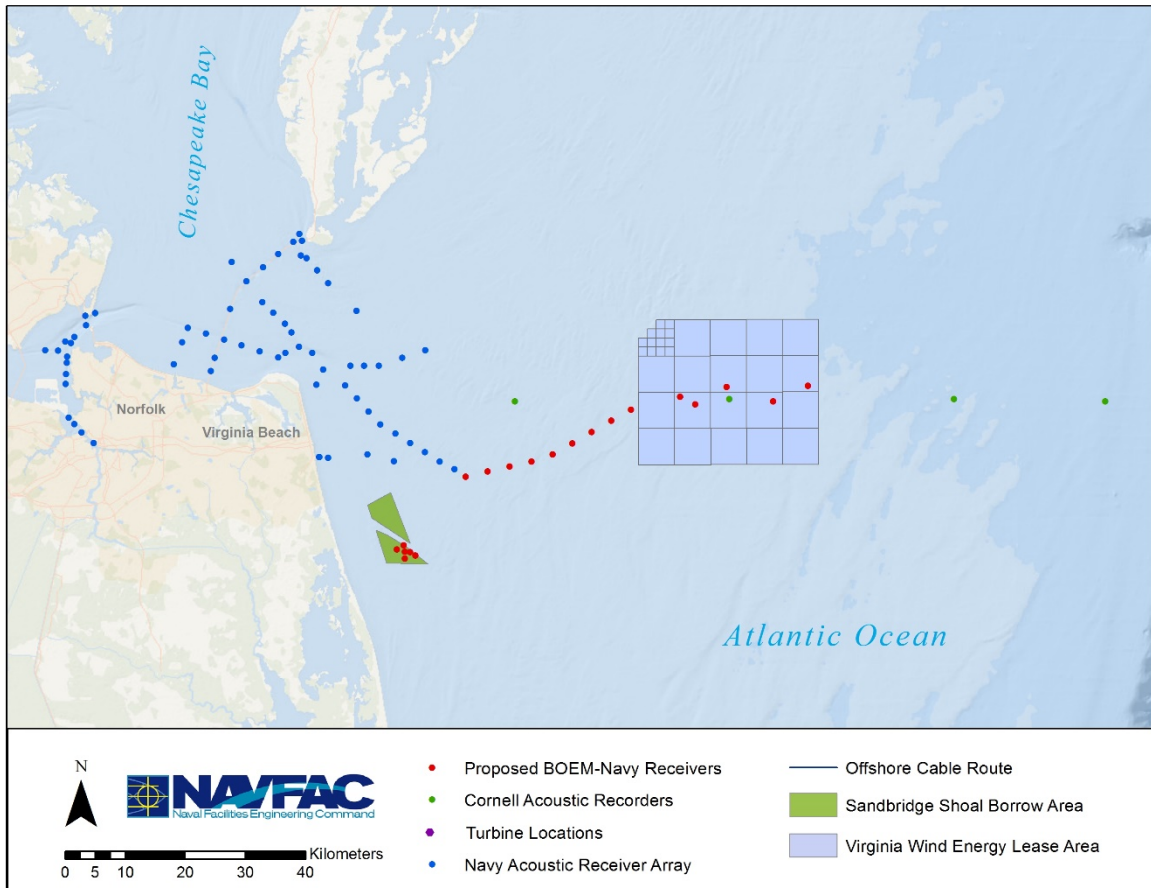 Chesapeake Bay
Norfolk
Virginia Beach
Atlantic Ocean
N
NAVFAC
Naval Facilities Engineering Command
Kilometers
0 5 10 20 30 40
Proposed BOEM-Navy Receivers
Cornell Acoustic Recorders
Turbine Locations
Navy Acoustic Receiver Array
Offshore Cable Route
Sandbridge Shoal Borrow Area
Virginia Wind Energy Lease Area